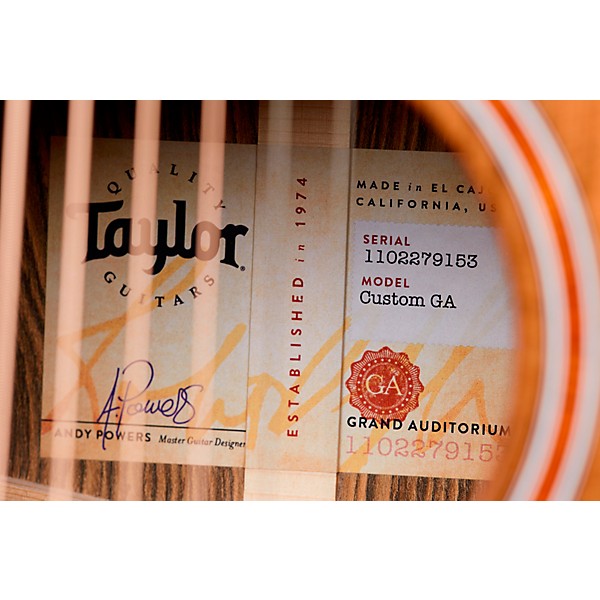 QUALITY
Taylor
GUITARS
A. Powers
ANDY POWERS Master Guitar Designer
ESTABLISHED in 1974
MADE in EL CAJ
CALIFORNIA, US
SERIAL
1102279153
MODEL
Custom GA
GA
GRAND AUDITORIUM
1102279153